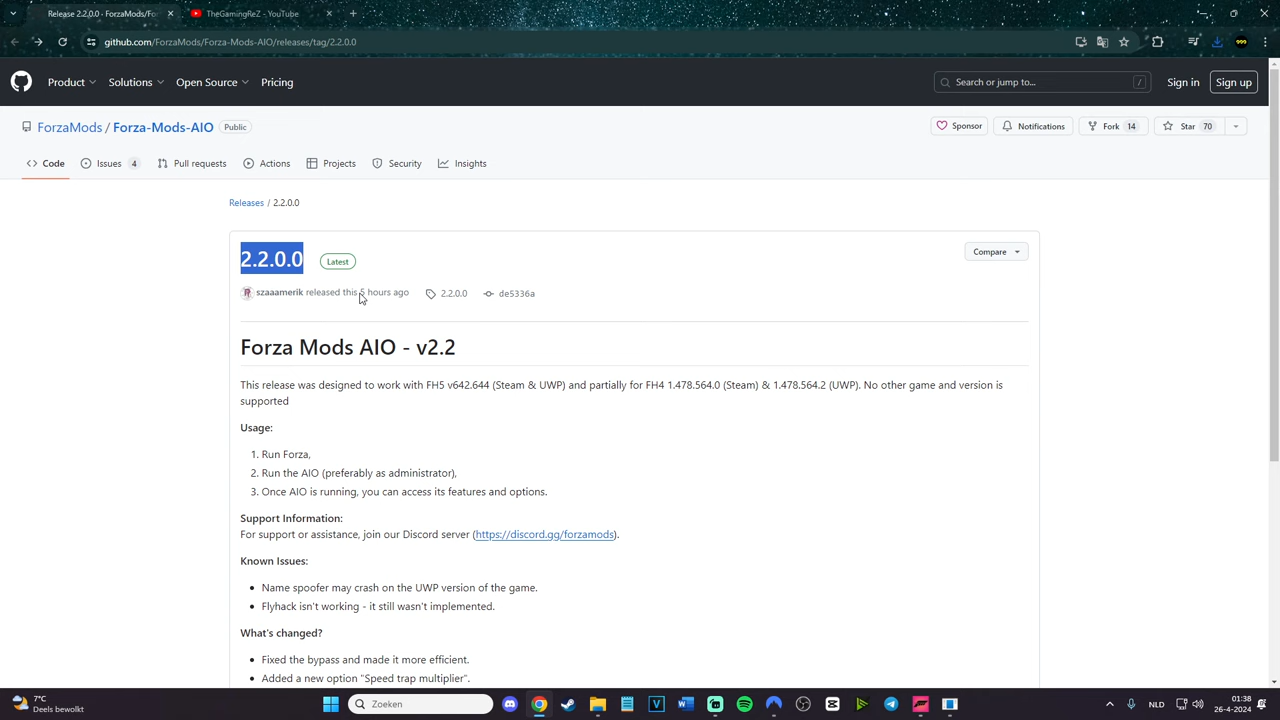 Release 2.2.0.0 · ForzaMods/For
TheGamingReZ - YouTube
github.com/ForzaMods/Forza-Mods-AIO/releases/tag/2.2.0.0
Product
Solutions
Open Source
Pricing
Search or jump to...
/
Sign in
Sign up
ForzaMods / Forza-Mods-AIO
Public
Sponsor
Notifications
Fork 14
Star 70
Code
Issues 4
Pull requests
Actions
Projects
Security
Insights
Releases / 2.2.0.0
2.2.0.0
Latest
Compare
szaaamerik released this 5 hours ago
2.2.0.0
de5336a
Forza Mods AIO - v2.2
This release was designed to work with FH5 v642.644 (Steam & UWP) and partially for FH4 1.478.564.0 (Steam) & 1.478.564.2 (UWP). No other game and version is
supported
Usage:
1. Run Forza,
2. Run the AIO (preferably as administrator),
3. Once AIO is running, you can access its features and options.
Support Information:
For support or assistance, join our Discord server (https://discord.gg/forzamods).
Known Issues:
• Name spoofer may crash on the UWP version of the game.
• Flyhack isn't working - it still wasn't implemented.
What's changed?
• Fixed the bypass and made it more efficient.
• Added a new option "Speed trap multiplier".
7°C
Deels bewolkt
Zoeken
NLD
01:38
26-4-2024